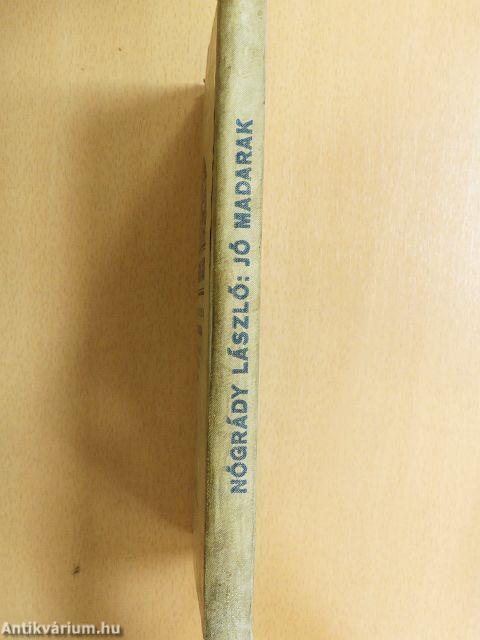 NÓGRÁDY LÁSZLÓ: JÓ MADARAK
Antikvárium.hu